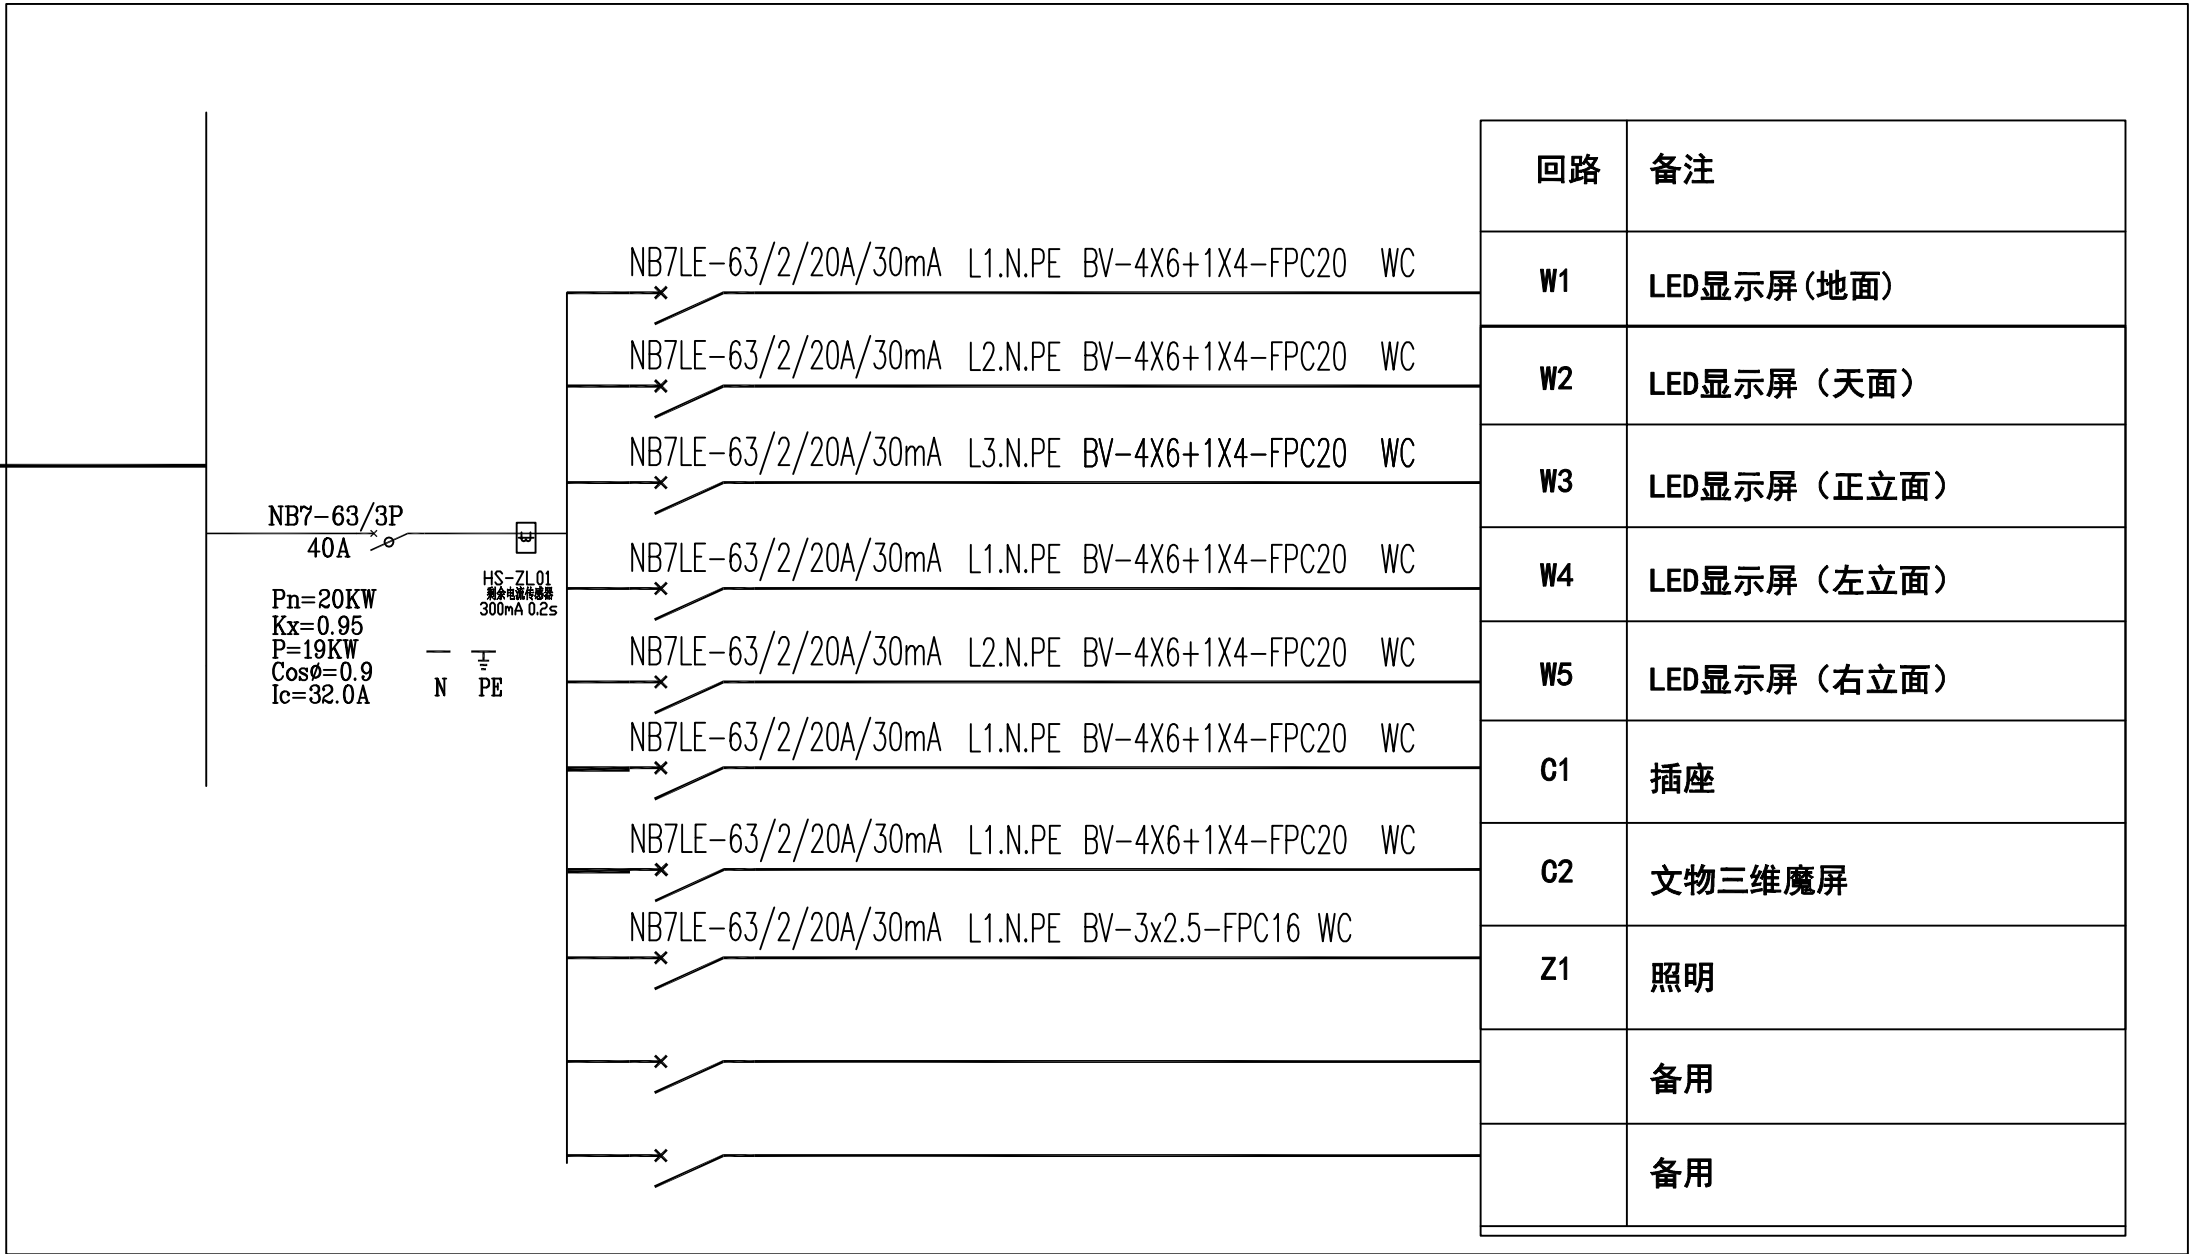 回路 备注
NB7LE-63/2/20A/30mA L1.N.PE BV-4X6+1X4-FPC20 WC W1 LED显示屏(地面)
NB7LE-63/2/20A/30mA L2.N.PE BV-4X6+1X4-FPC20 WC W2 LED显示屏（天面）
NB7LE-63/2/20A/30mA L3.N.PE BV-4X6+1X4-FPC20 WC W3 LED显示屏（正立面）
NB7-63/3P
40A
Pn=20KW
Kx=0.95
P=19KW
Cosø=0.9
Ic=32.0A
HS-ZL01
剩余电流传感器
300mA 0.2s
N PE
NB7LE-63/2/20A/30mA L1.N.PE BV-4X6+1X4-FPC20 WC W4 LED显示屏（左立面）
NB7LE-63/2/20A/30mA L2.N.PE BV-4X6+1X4-FPC20 WC W5 LED显示屏（右立面）
NB7LE-63/2/20A/30mA L1.N.PE BV-4X6+1X4-FPC20 WC C1 插座
NB7LE-63/2/20A/30mA L1.N.PE BV-4X6+1X4-FPC20 WC C2 文物三维魔屏
NB7LE-63/2/20A/30mA L1.N.PE BV-3x2.5-FPC16 WC Z1 照明
备用
备用